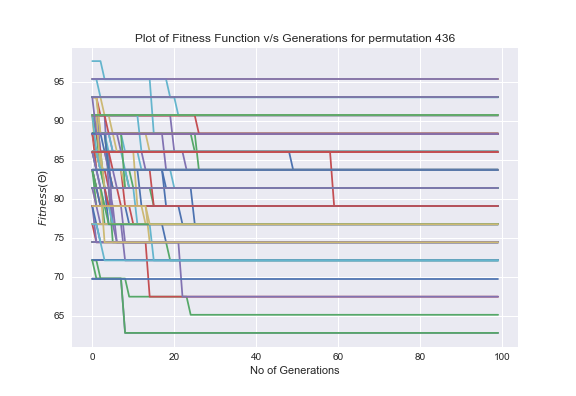 Plot of Fitness Function v/s Generations for permutation 436
95
90
85
80
75
70
65
Fitness(Θ)
0 20 40 60 80 100
No of Generations